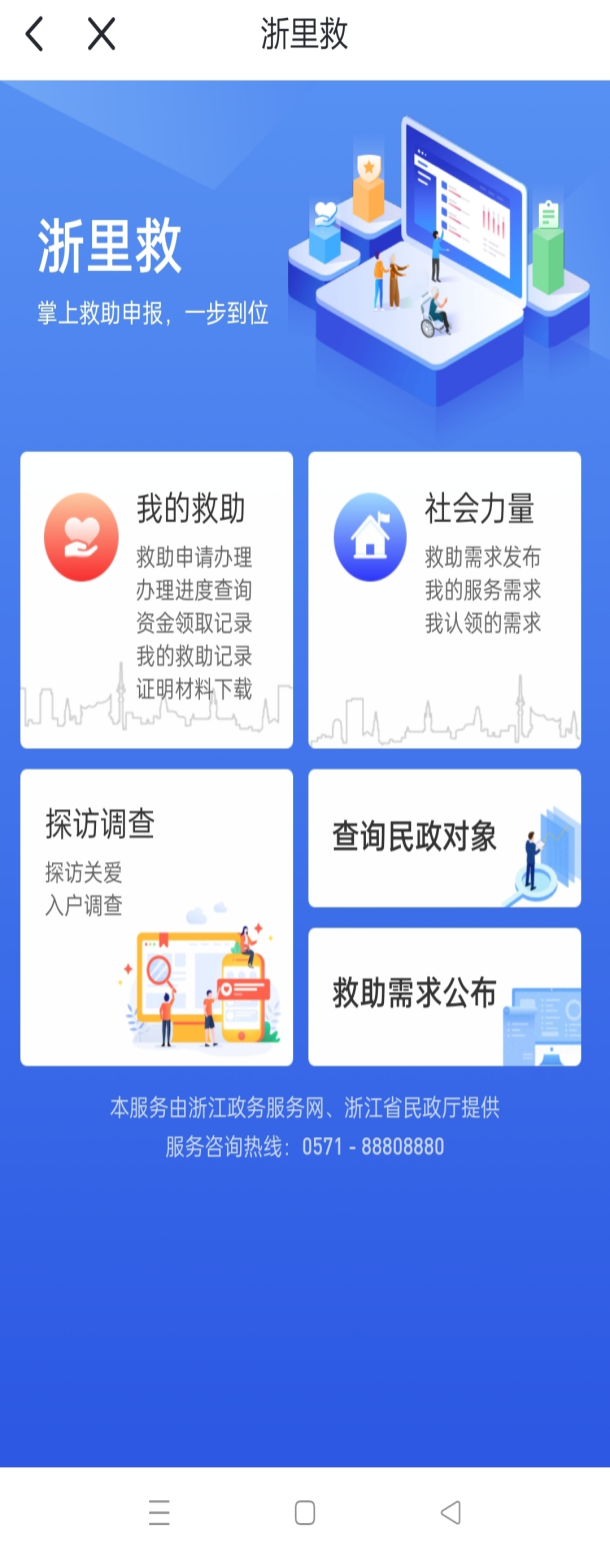 浙里救
浙里救
掌上救助申报，一步到位
我的救助
救助申请办理
办理进度查询
资金领取记录
我的救助记录
证明材料下载
社会力量
救助需求发布
我的服务需求
我认领的需求
探访调查
探访关爱
入户调查
查询民政对象
救助需求公布
本服务由浙江政务服务网、浙江省民政厅提供
服务咨询热线：0571 - 88808880